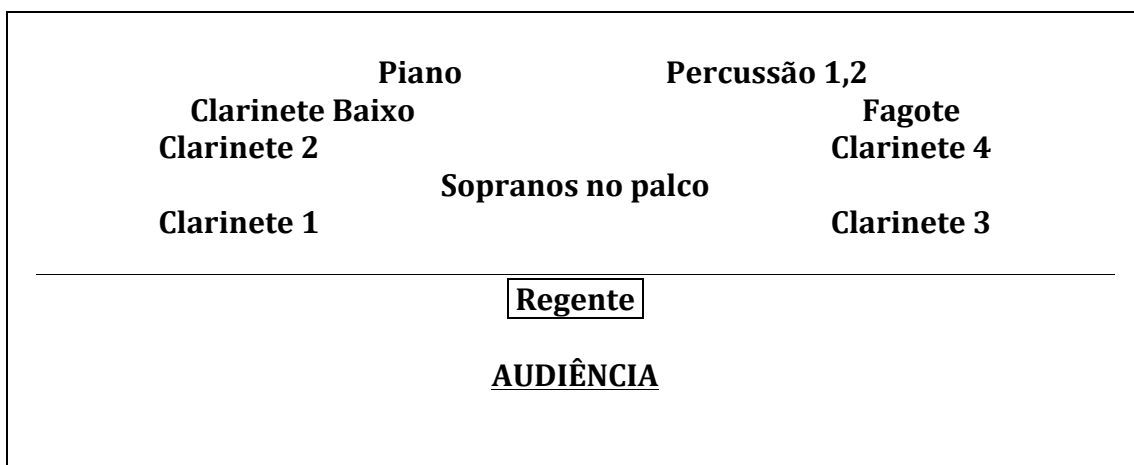 Piano Percussão 1,2
Clarinete Baixo Fagote
Clarinete 2 Clarinete 4
Sopranos no palco
Clarinete 1 Clarinete 3
Regente
AUDIÊNCIA